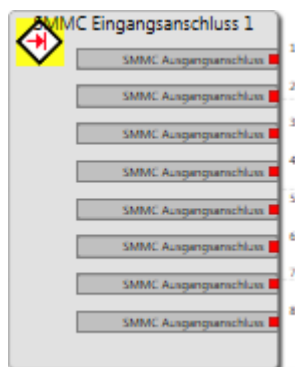 SMMC Eingangsanschluss 1
SMMC Ausgangsanschluss 1
SMMC Ausgangsanschluss 2
SMMC Ausgangsanschluss 3
SMMC Ausgangsanschluss 4
SMMC Ausgangsanschluss 5
SMMC Ausgangsanschluss 6
SMMC Ausgangsanschluss 7
SMMC Ausgangsanschluss 8